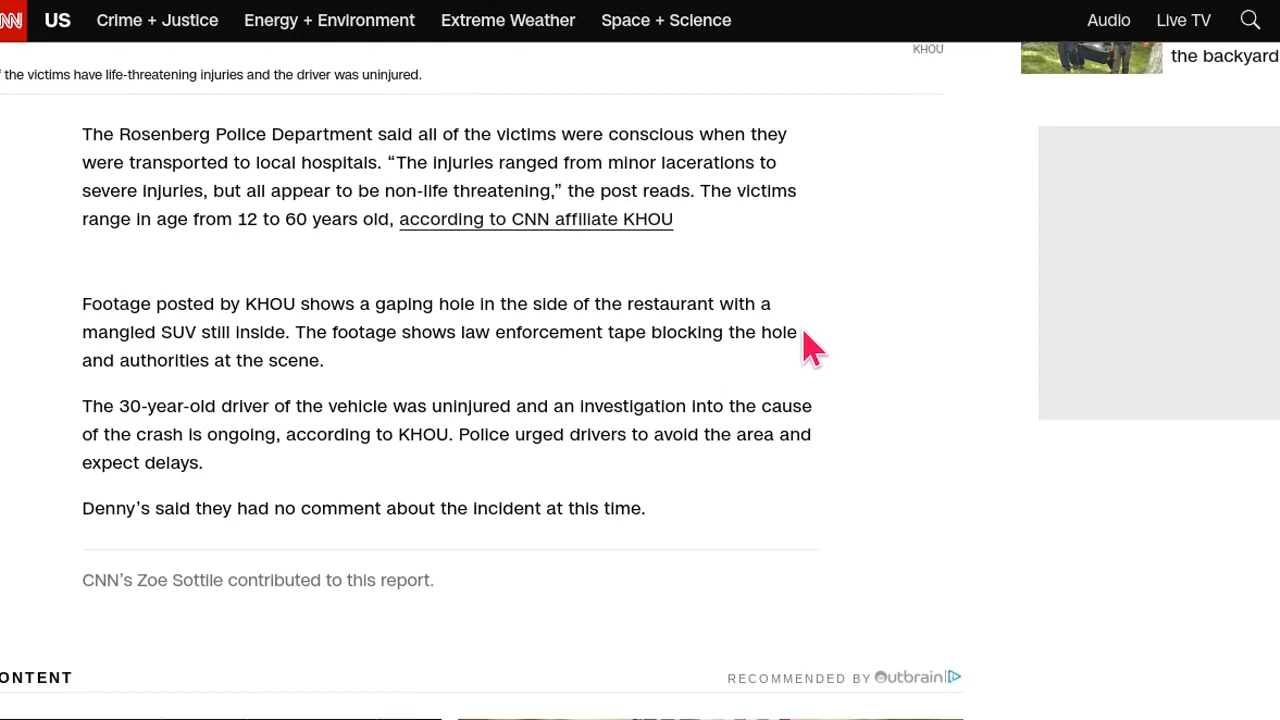 CNN US Crime + Justice Energy + Environment Extreme Weather Space + Science Audio Live TV
KHOU
the backyard
the victims have life-threatening injuries and the driver was uninjured.
The Rosenberg Police Department said all of the victims were conscious when they
were transported to local hospitals. “The injuries ranged from minor lacerations to
severe injuries, but all appear to be non-life threatening,” the post reads. The victims
range in age from 12 to 60 years old, according to CNN affiliate KHOU
Footage posted by KHOU shows a gaping hole in the side of the restaurant with a
mangled SUV still inside. The footage shows law enforcement tape blocking the hole
and authorities at the scene.
The 30-year-old driver of the vehicle was uninjured and an investigation into the cause
of the crash is ongoing, according to KHOU. Police urged drivers to avoid the area and
expect delays.
Denny’s said they had no comment about the incident at this time.
CNN’s Zoe Sottile contributed to this report.
ONTENT
RECOMMENDED BY Outbrain